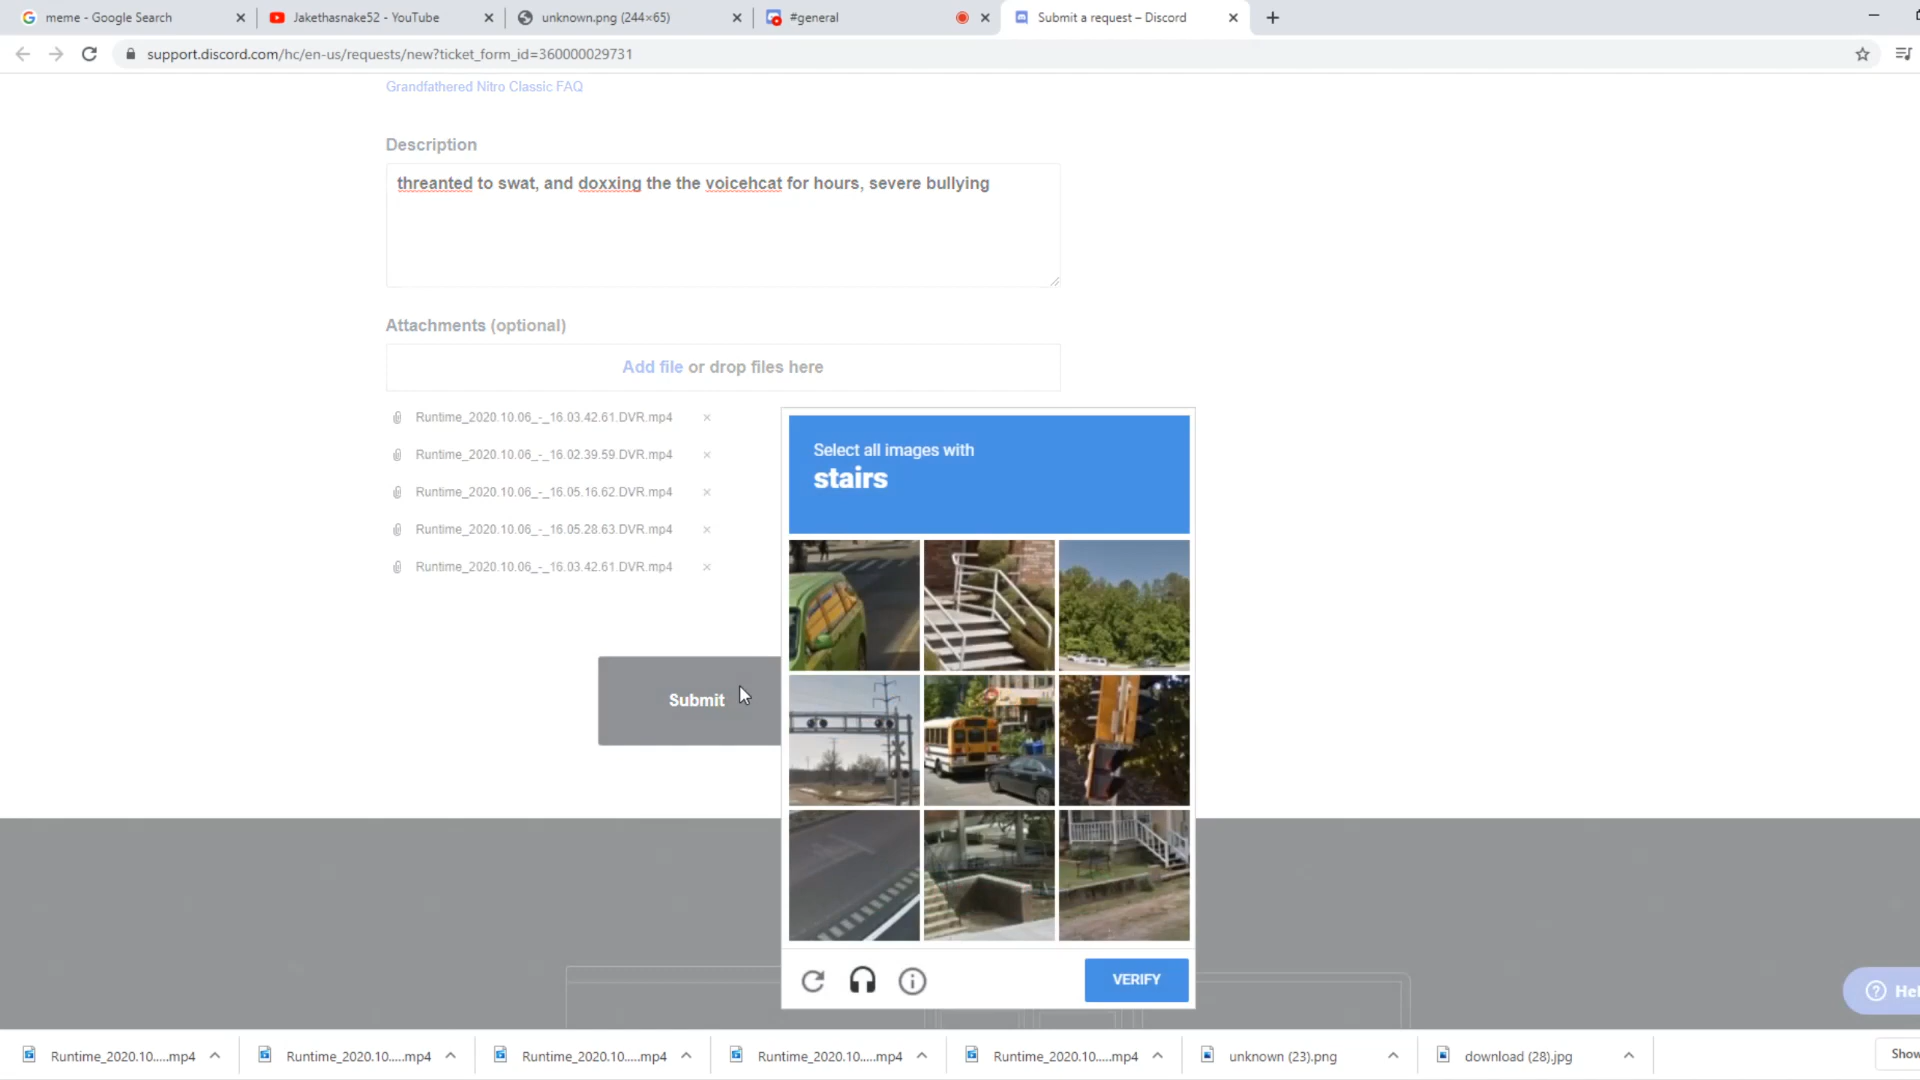 meme - Google Search
Jakethasnake52 - YouTube
unknown.png (244×65)
#general
Submit a request – Discord
support.discord.com/hc/en-us/requests/new?ticket_form_id=360000029731
Grandfathered Nitro Classic FAQ
Description
threanted to swat, and doxxing the the voicehcat for hours, severe bullying
Attachments (optional)
Add file or drop files here
Runtime_2020.10.06_-_16.03.42.61.DVR.mp4
Runtime_2020.10.06_-_16.02.39.59.DVR.mp4
Runtime_2020.10.06_-_16.05.16.62.DVR.mp4
Runtime_2020.10.06_-_16.05.28.63.DVR.mp4
Runtime_2020.10.06_-_16.03.42.61.DVR.mp4
Submit
Select all images with
stairs
VERIFY
Hel
Runtime_2020.10.....mp4
Runtime_2020.10.....mp4
Runtime_2020.10.....mp4
Runtime_2020.10.....mp4
Runtime_2020.10.....mp4
unknown (23).png
download (28).jpg
Show